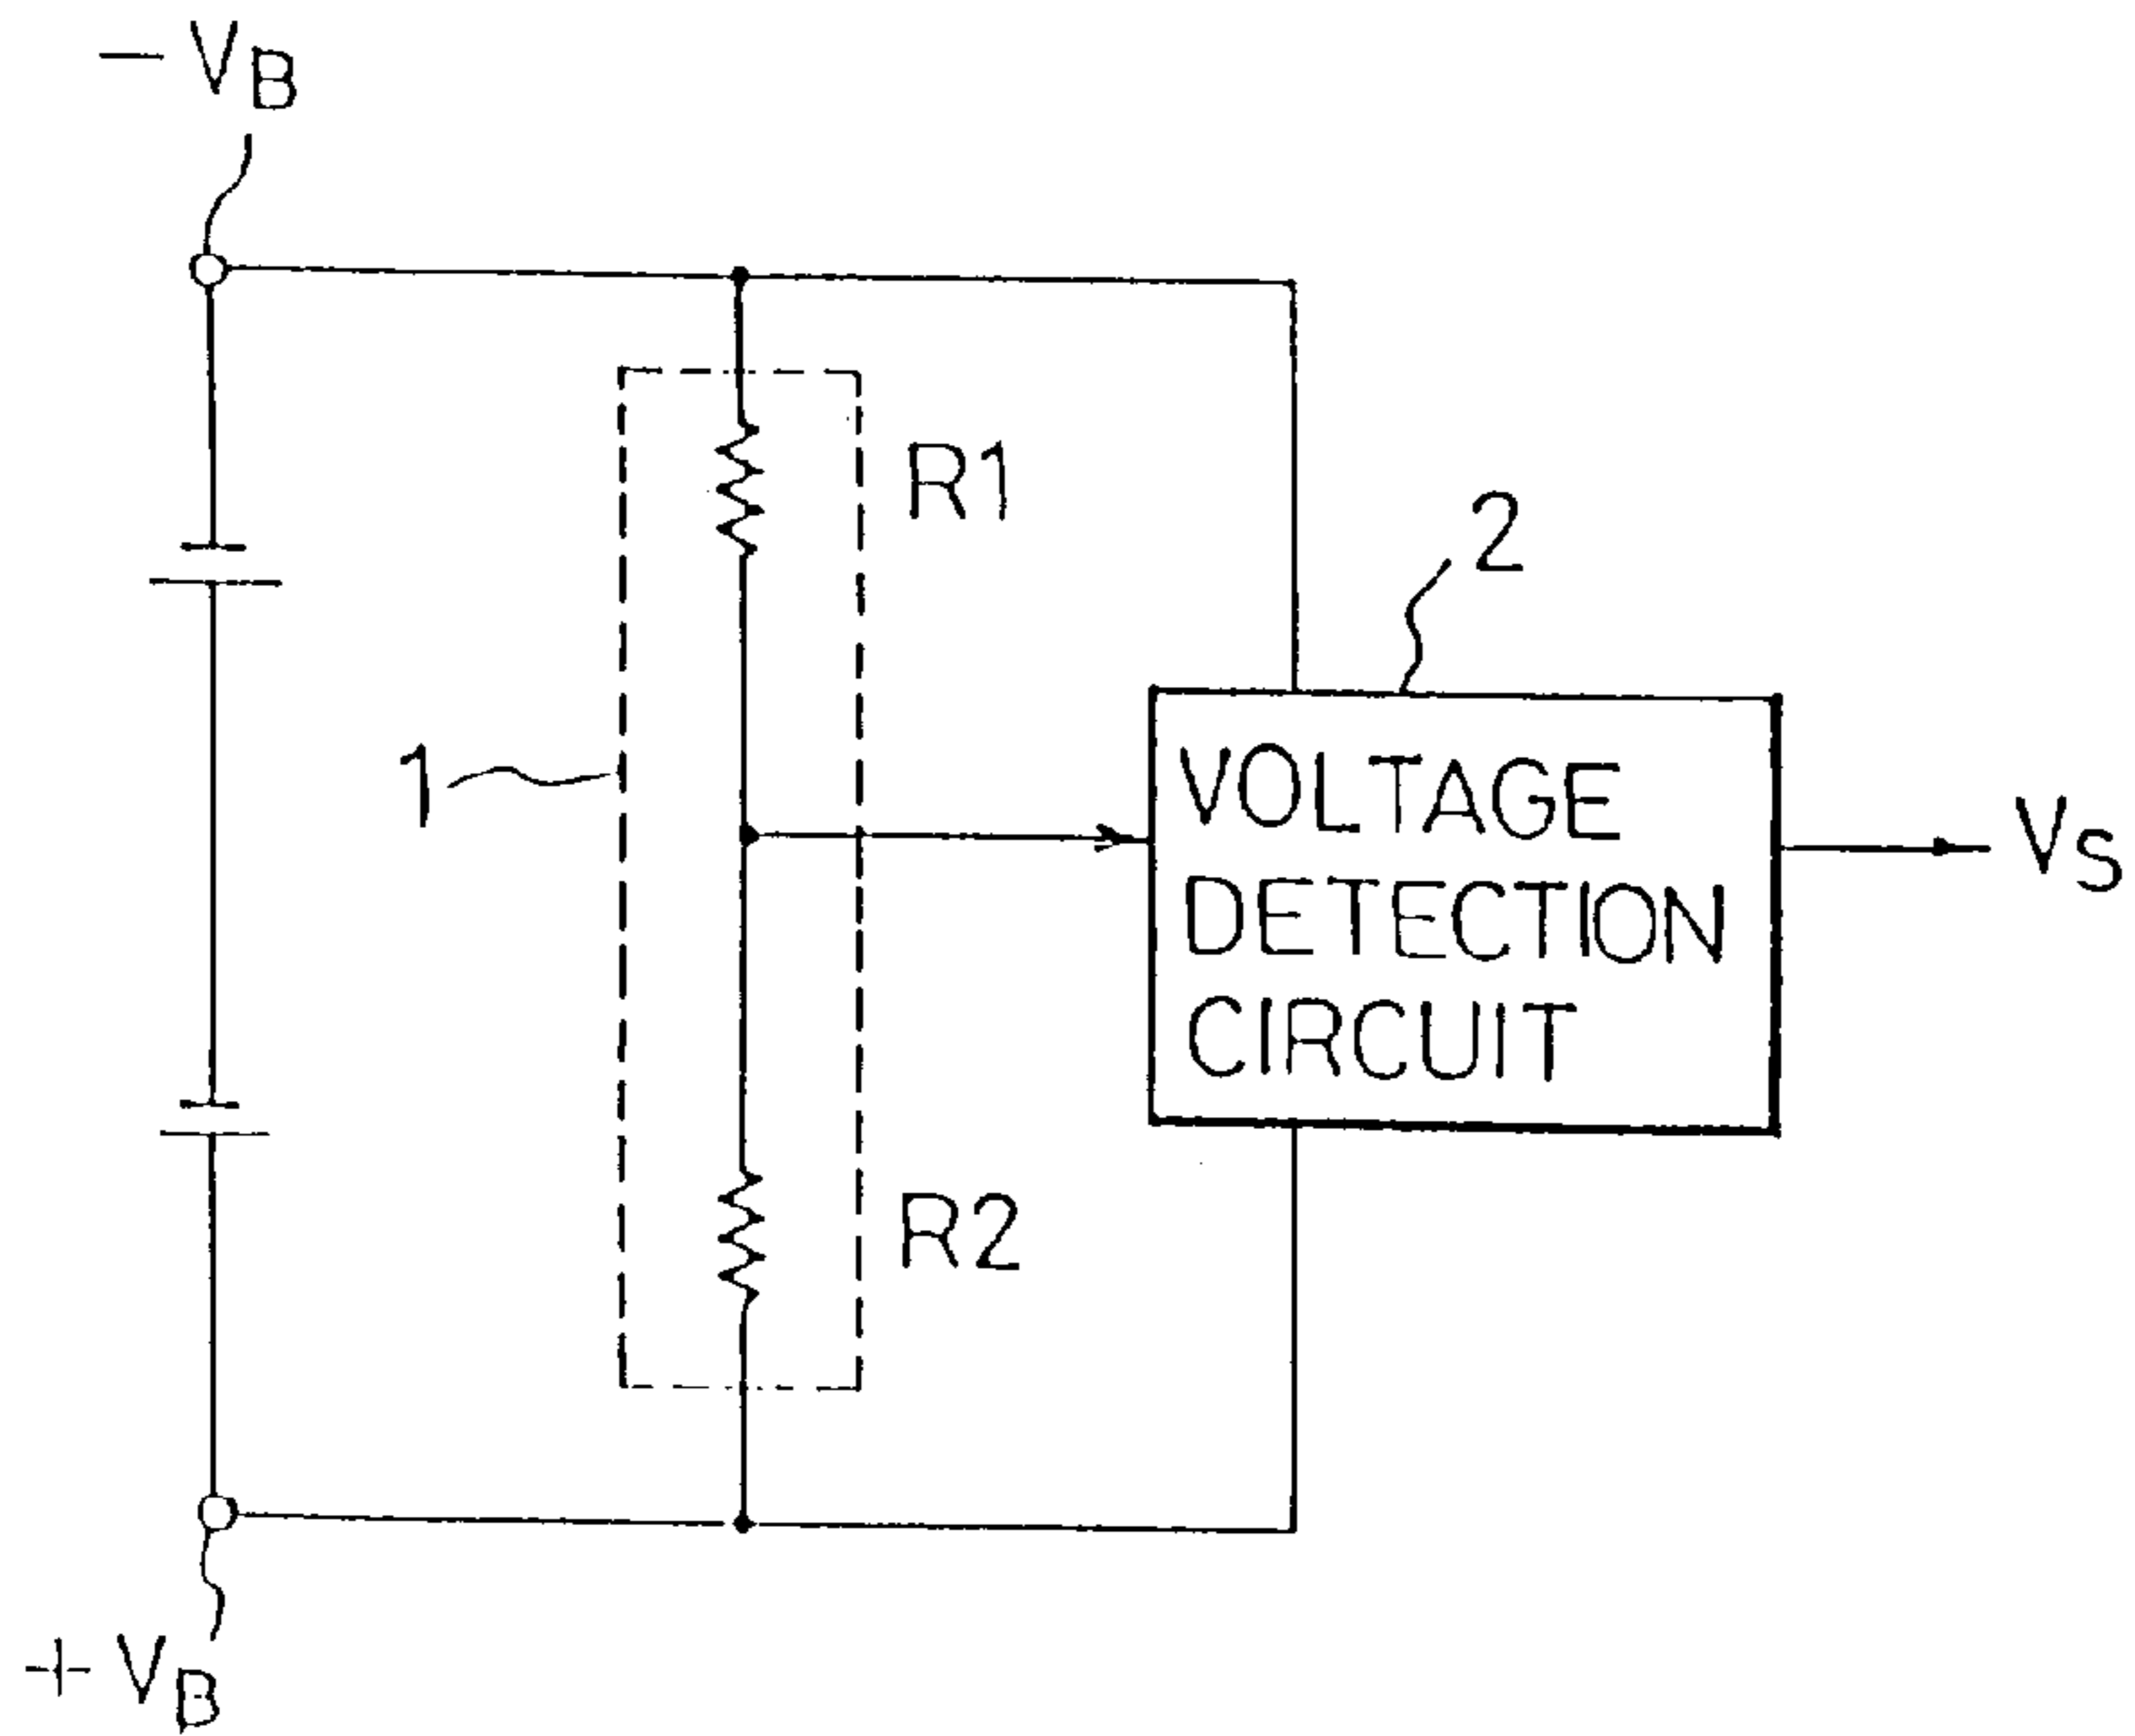 − VB
R1
2
1
VOLTAGE
DETECTION
CIRCUIT
VS
R2
+ VB